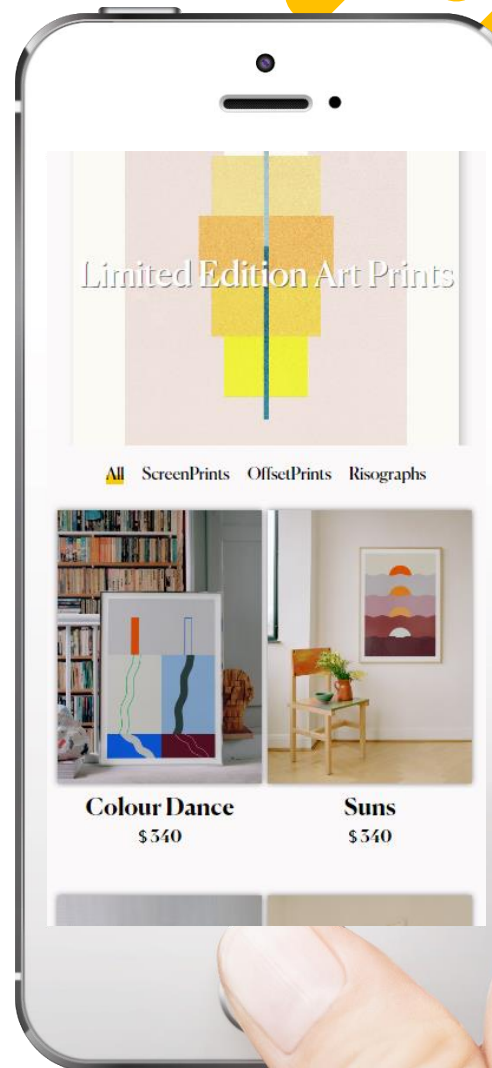 Limited Edition Art Prints
All ScreenPrints OffsetPrints Risographs
Colour Dance
$340
Suns
$340